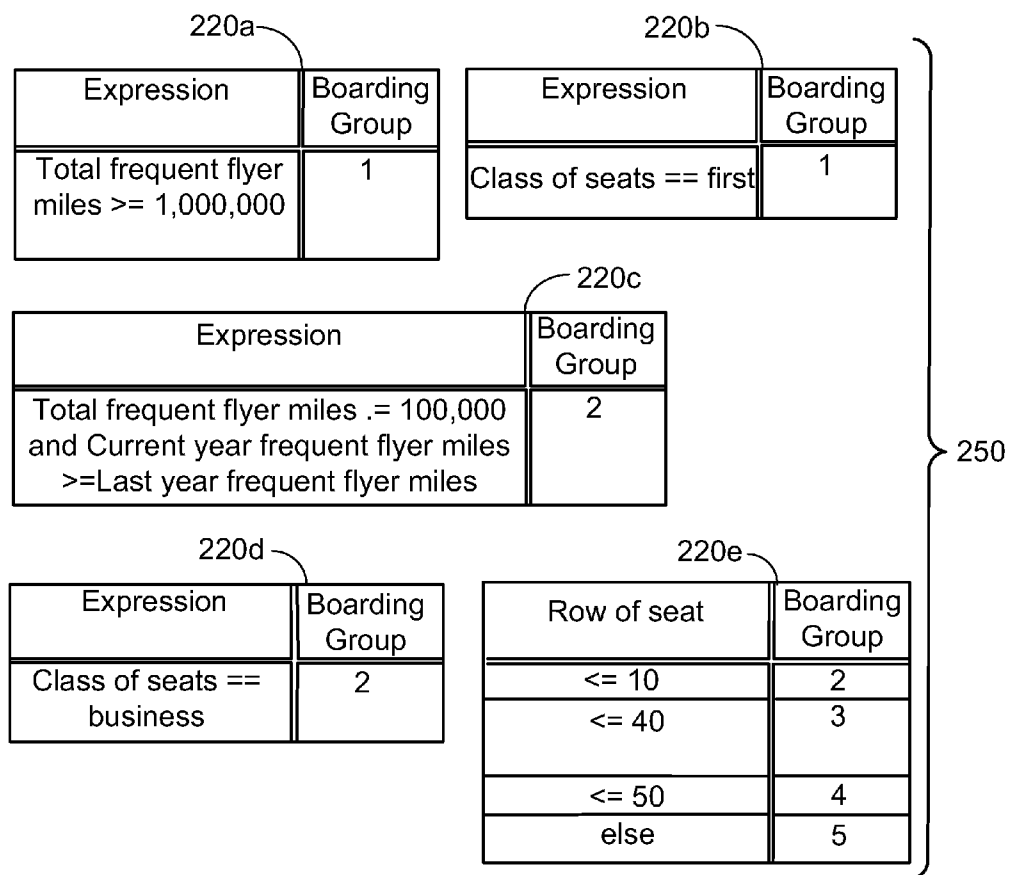 220a
Expression
Boarding
Group
Total frequent flyer
miles >= 1,000,000
1
220b
Expression
Boarding
Group
Class of seats == first
1
220c
Expression
Boarding
Group
Total frequent flyer miles .= 100,000
and Current year frequent flyer miles
>=Last year frequent flyer miles
2
250
220d
Expression
Boarding
Group
Class of seats ==
business
2
220e
Row of seat
Boarding
Group
<= 10
2
<= 40
3
<= 50
4
else
5